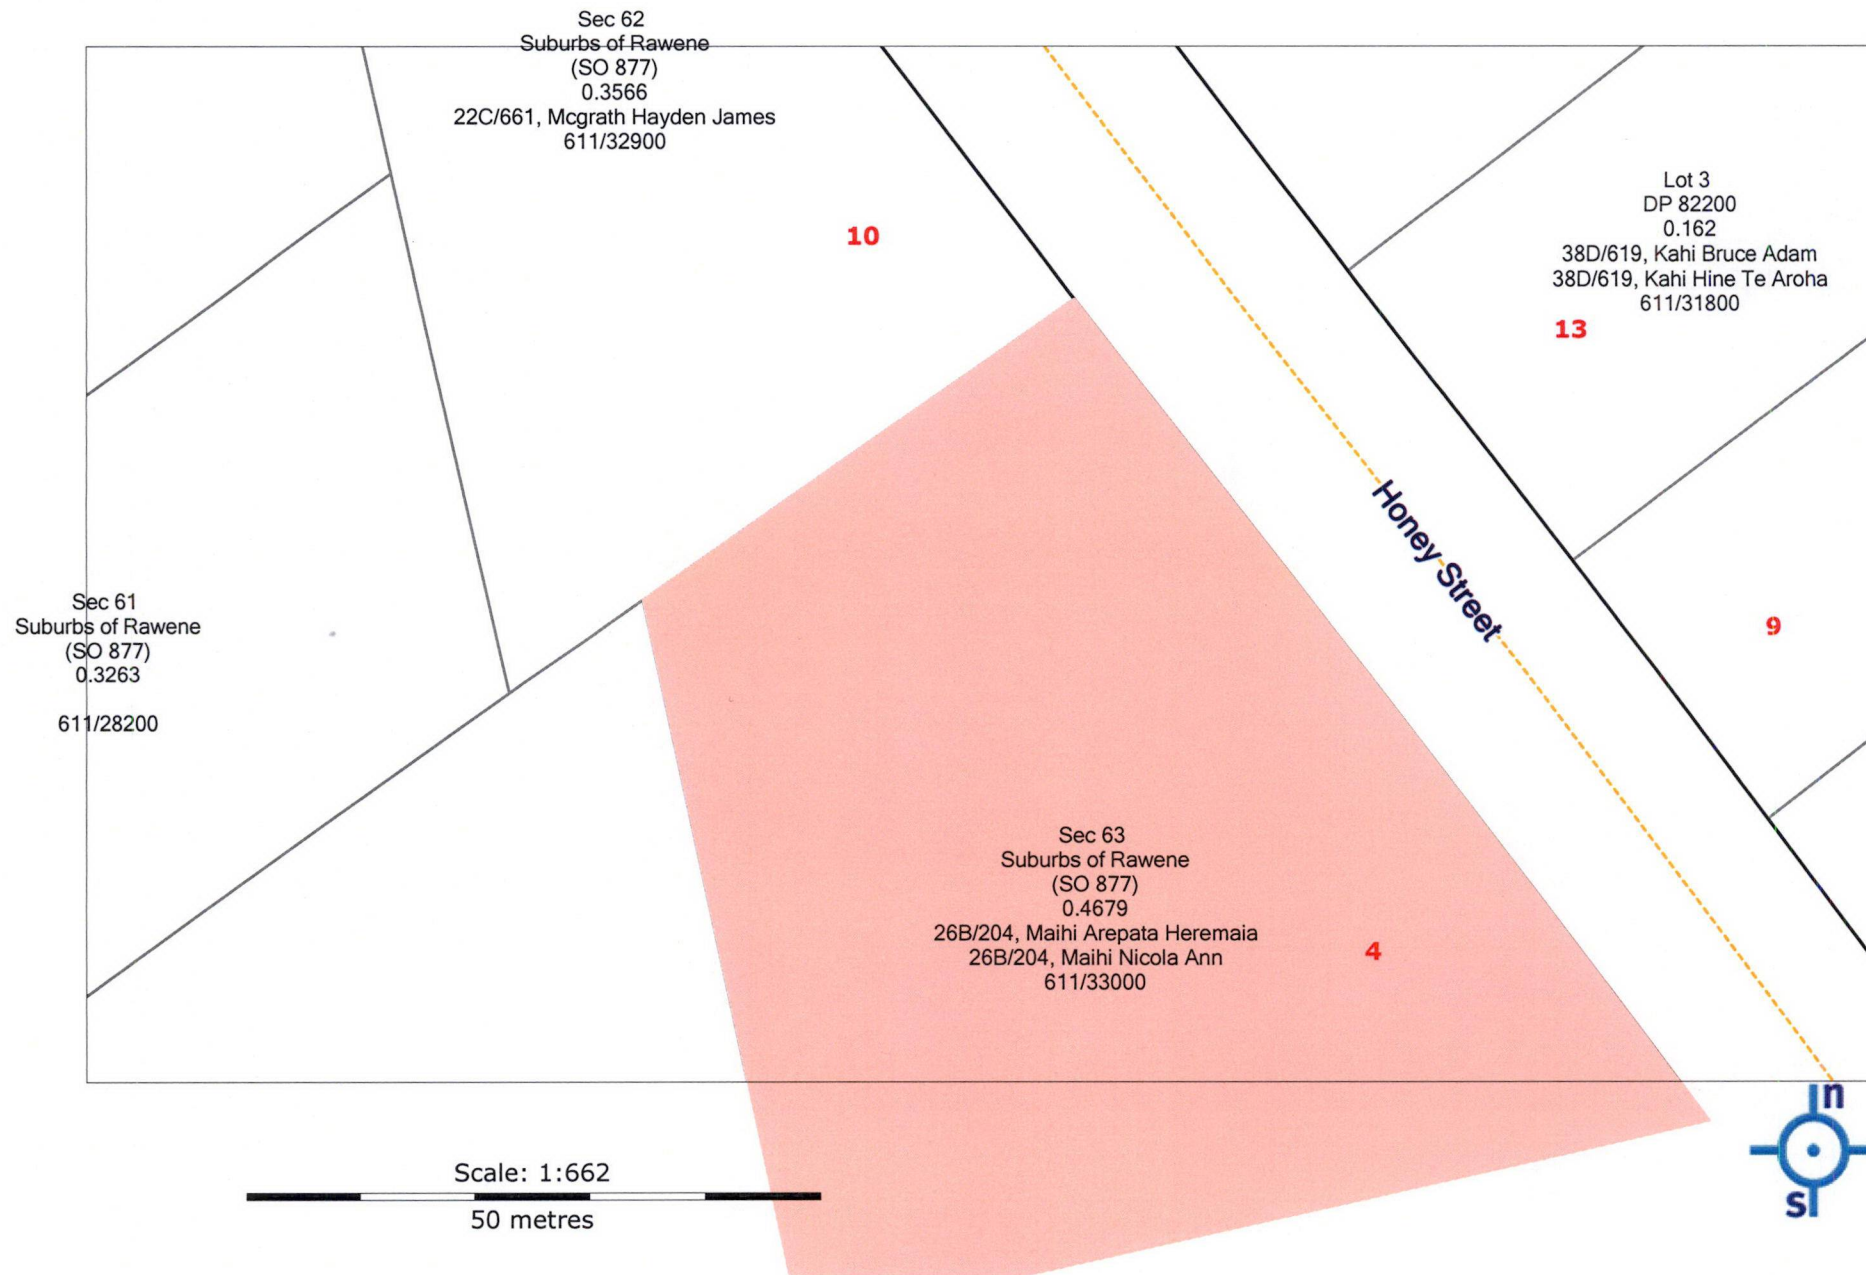 Sec 62
Suburbs of Rawene
(SO 877)
0.3566
22C/661, Mcgrath Hayden James
611/32900
10
Lot 3
DP 82200
0.162
38D/619, Kahi Bruce Adam
38D/619, Kahi Hine Te Aroha
611/31800
13
Honey Street
Sec 61
Suburbs of Rawene
(SO 877)
0.3263
611/28200
9
Sec 63
Suburbs of Rawene
(SO 877)
0.4679
26B/204, Maihi Arepata Heremaia
26B/204, Maihi Nicola Ann
611/33000
4
n
s
Scale: 1:662
50 metres